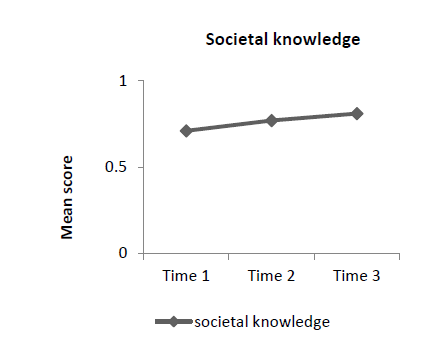 Societal knowledge
1
0.5
0
Mean score
Time 1 Time 2 Time 3
societal knowledge